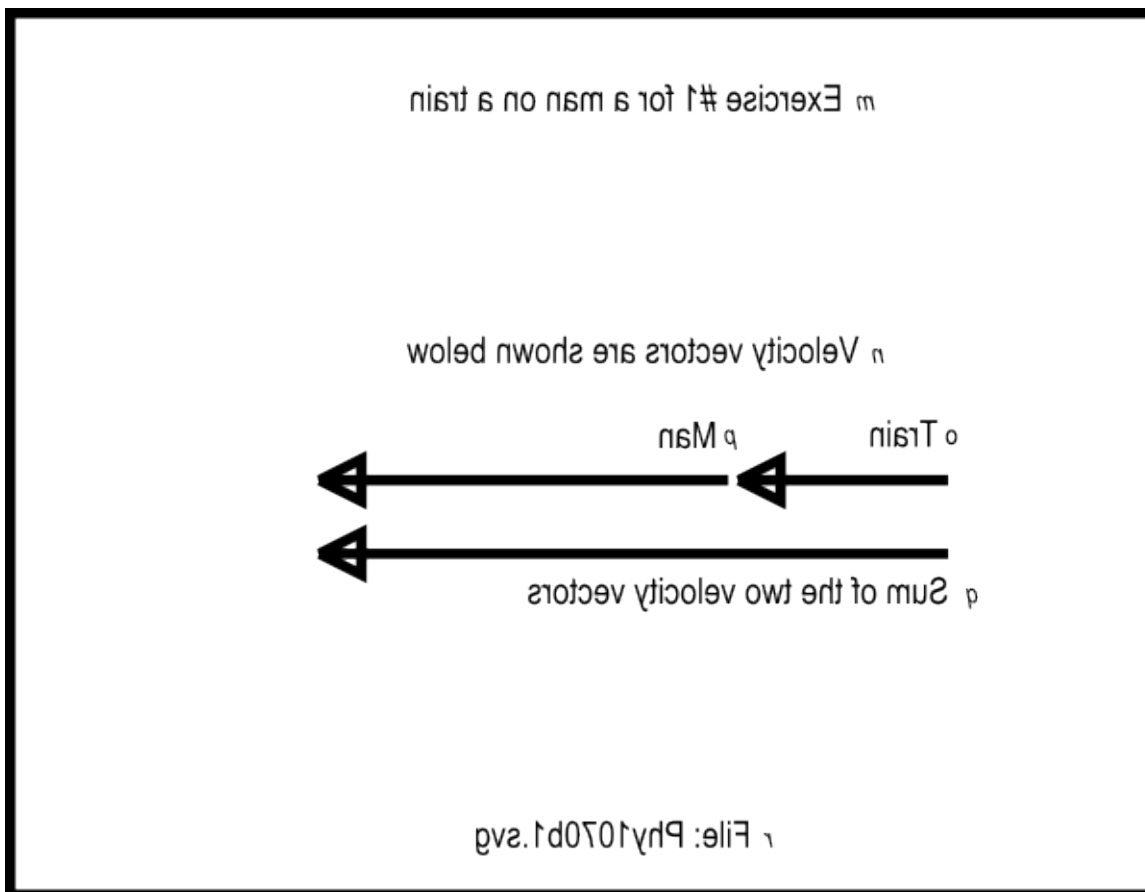 m Exercise #1 for a man on a train
n Velocity vectors are shown below
o Train
p Man
q Sum of the two velocity vectors
r File: Phy1070b1.svg